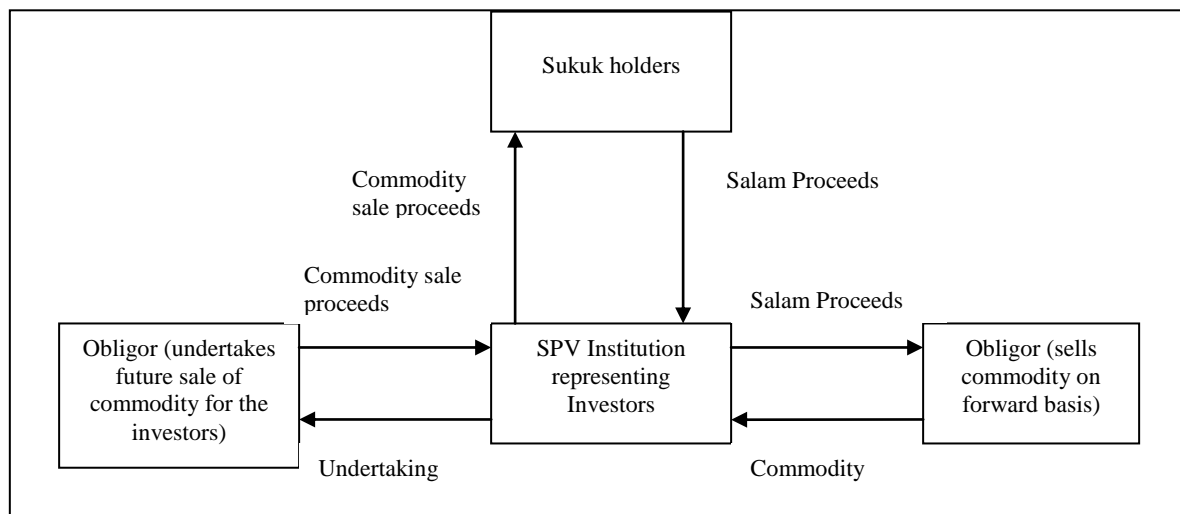 Sukuk holders
Commodity
sale proceeds
Salam Proceeds
Commodity sale
proceeds
Salam Proceeds
Obligor (undertakes
future sale of
commodity for the
investors)
SPV Institution
representing
Investors
Obligor (sells
commodity on
forward basis)
Undertaking
Commodity